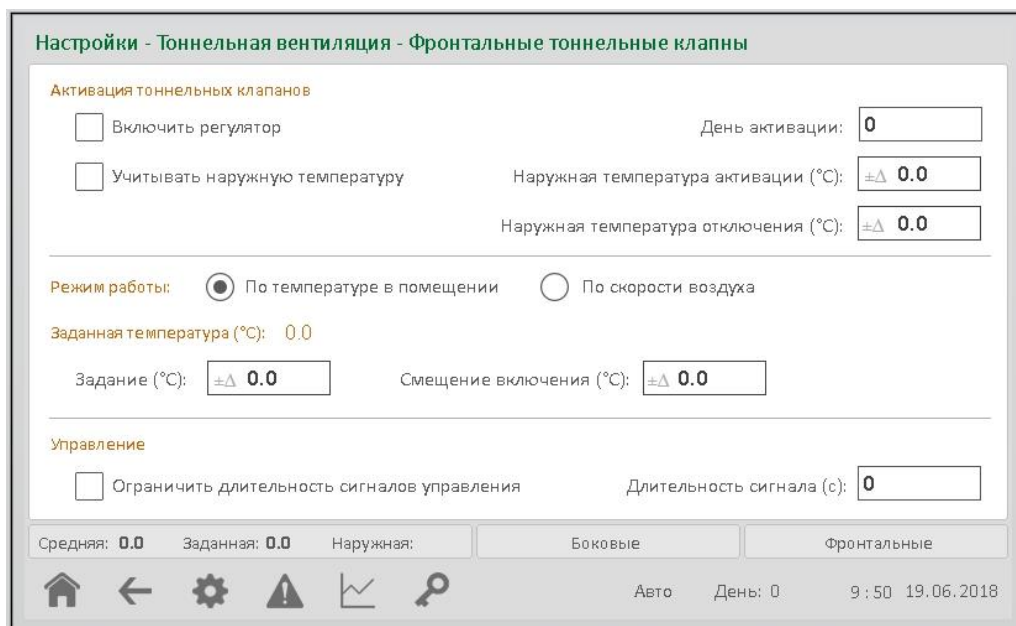 Настройки - Тоннельная вентиляция - Фронтальные тоннельные клапны
Активация тоннельных клапанов
Включить регулятор День активации: 0
Учитывать наружную температуру Наружная температура активации (°C): ±Δ 0.0
Наружная температура отключения (°C): ±Δ 0.0
Режим работы: По температуре в помещении По скорости воздуха
Заданная температура (°C): 0.0
Задание (°C): ±Δ 0.0 Смещение включения (°C): ±Δ 0.0
Управление
Ограничить длительность сигналов управления Длительность сигнала (с): 0
Средняя: 0.0 Заданная: 0.0 Наружная: Боковые Фронтальные
Авто День: 0 9 : 50 19.06.2018